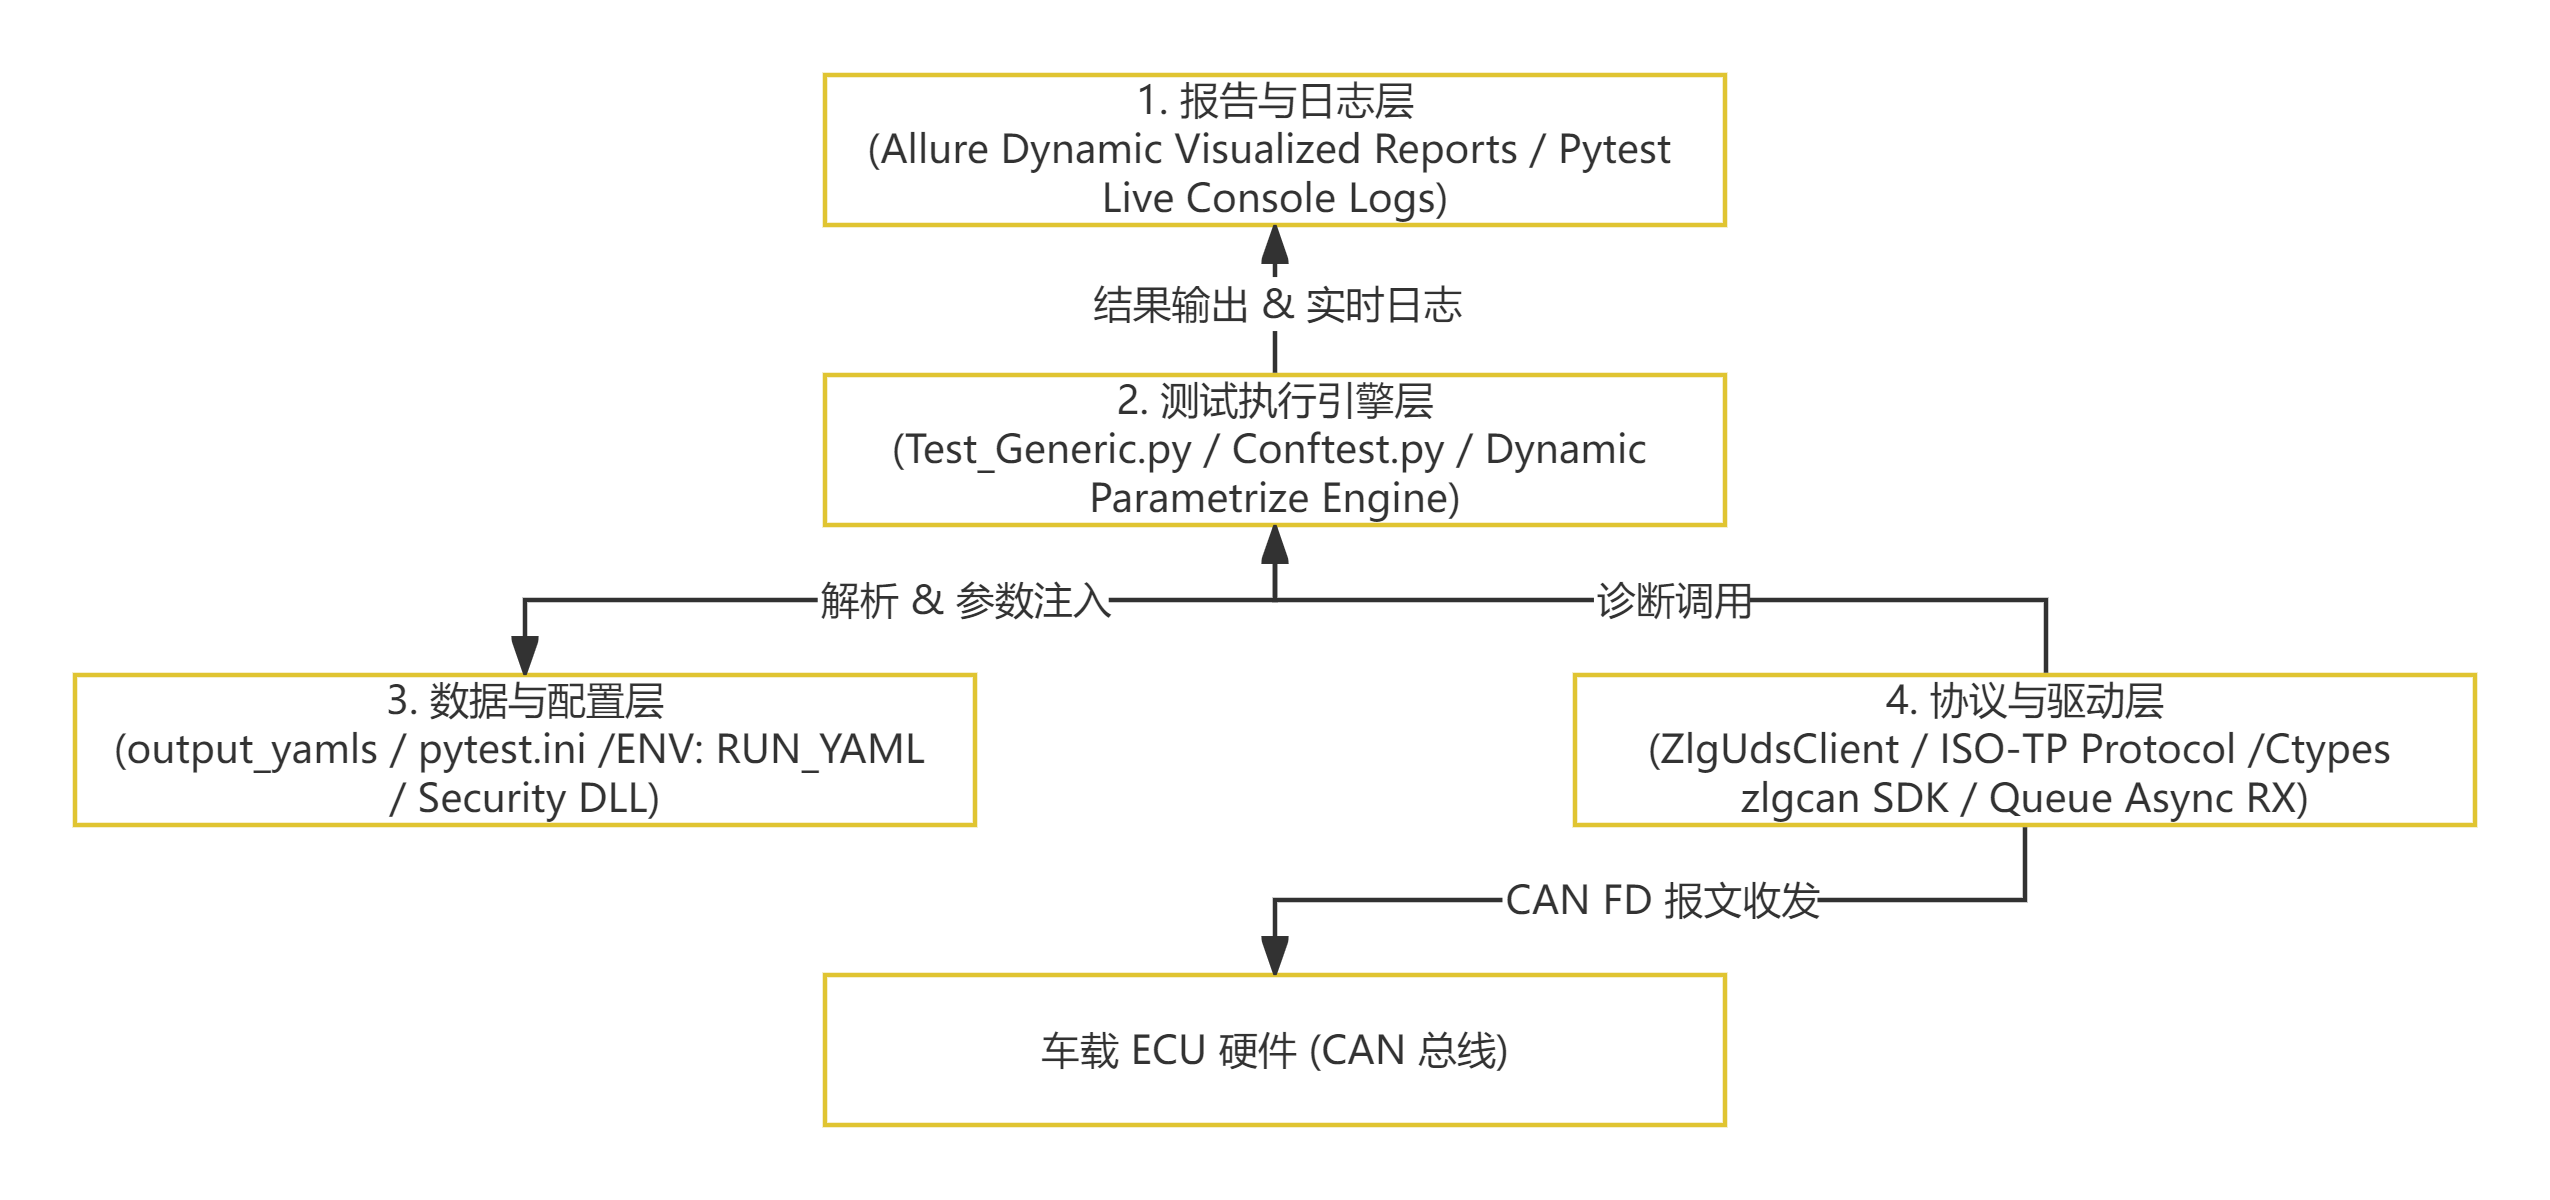 1. 报告与日志层
(Allure Dynamic Visualized Reports / Pytest
Live Console Logs)
结果输出 & 实时日志
2. 测试执行引擎层
(Test_Generic.py / Conftest.py / Dynamic
Parametrize Engine)
解析 & 参数注入
诊断调用
3. 数据与配置层
(output_yamls / pytest.ini /ENV: RUN_YAML
/ Security DLL)
4. 协议与驱动层
(ZlgUdsClient / ISO-TP Protocol /Ctypes
zlgcan SDK / Queue Async RX)
CAN FD 报文收发
车载 ECU 硬件 (CAN 总线)